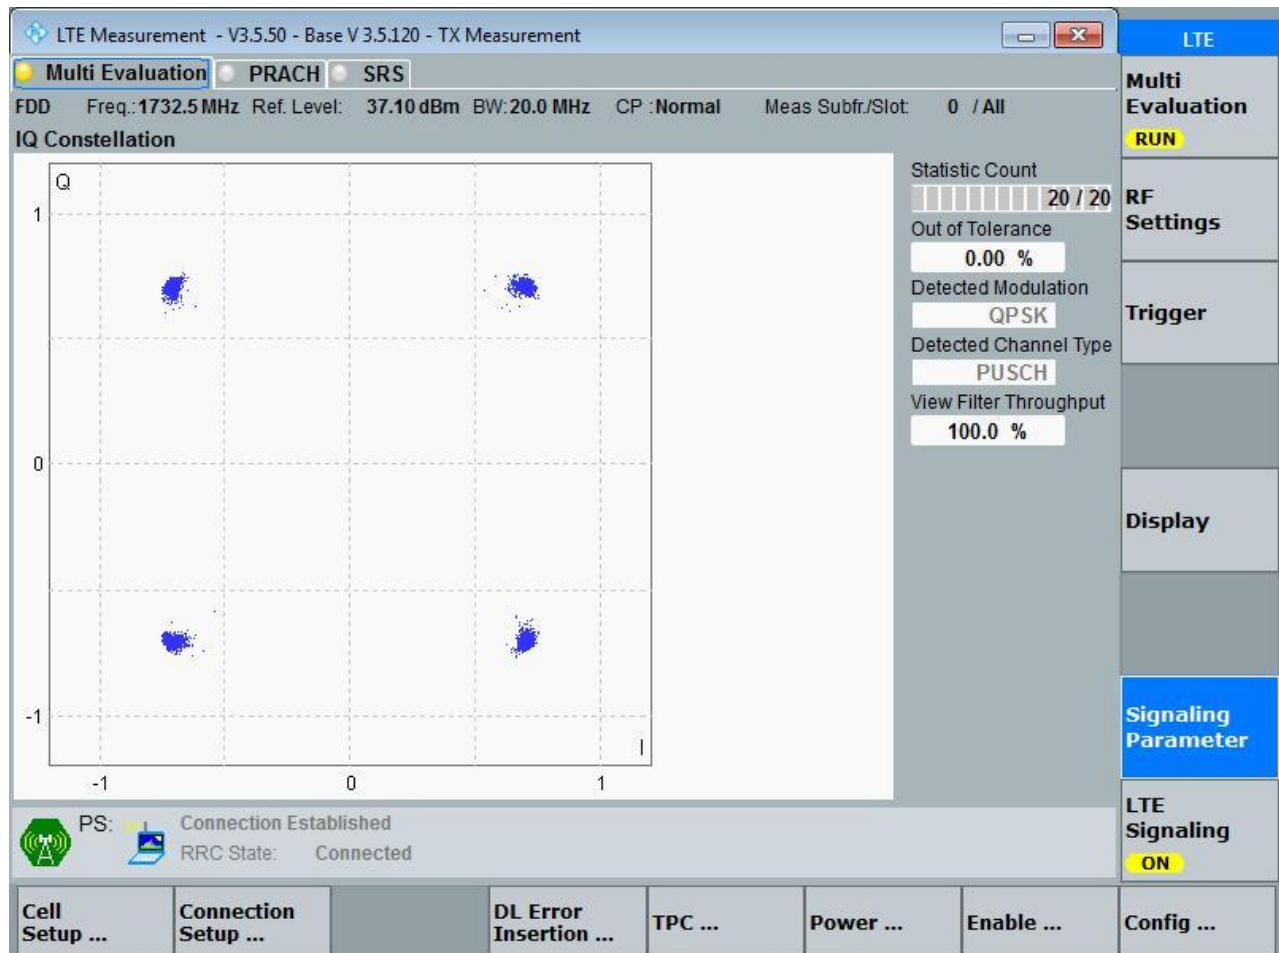 LTE Measurement - V3.5.50 - Base V 3.5.120 - TX Measurement
LTE
Multi Evaluation PRACH SRS
FDD Freq.: 1732.5 MHz Ref. Level: 37.10 dBm BW: 20.0 MHz CP : Normal Meas Subfr./Slot: 0 / All
IQ Constellation
Q
1
0
-1
I
-1 0 1
Statistic Count
20 / 20
Out of Tolerance
0.00 %
Detected Modulation
QPSK
Detected Channel Type
PUSCH
View Filter Throughput
100.0 %
Multi
Evaluation
RUN
RF
Settings
Trigger
Display
Signaling
Parameter
LTE
Signaling
ON
PS: Connection Established
RRC State: Connected
Cell
Setup ...
Connection
Setup ...
DL Error
Insertion ...
TPC ...
Power ...
Enable ...
Config ...